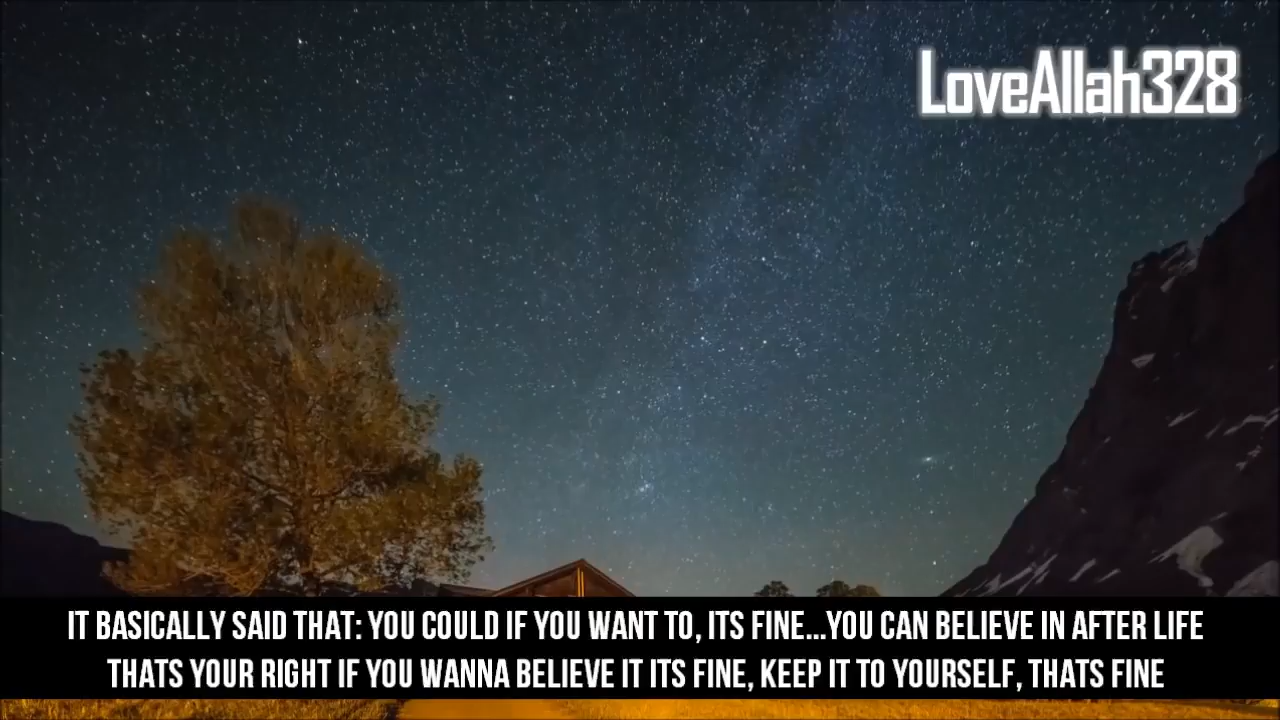 LoveAllah328
IT BASICALLY SAID THAT: YOU COULD IF YOU WANT TO, ITS FINE...YOU CAN BELIEVE IN AFTER LIFE
THATS YOUR RIGHT IF YOU WANNA BELIEVE IT ITS FINE, KEEP IT TO YOURSELF, THATS FINE